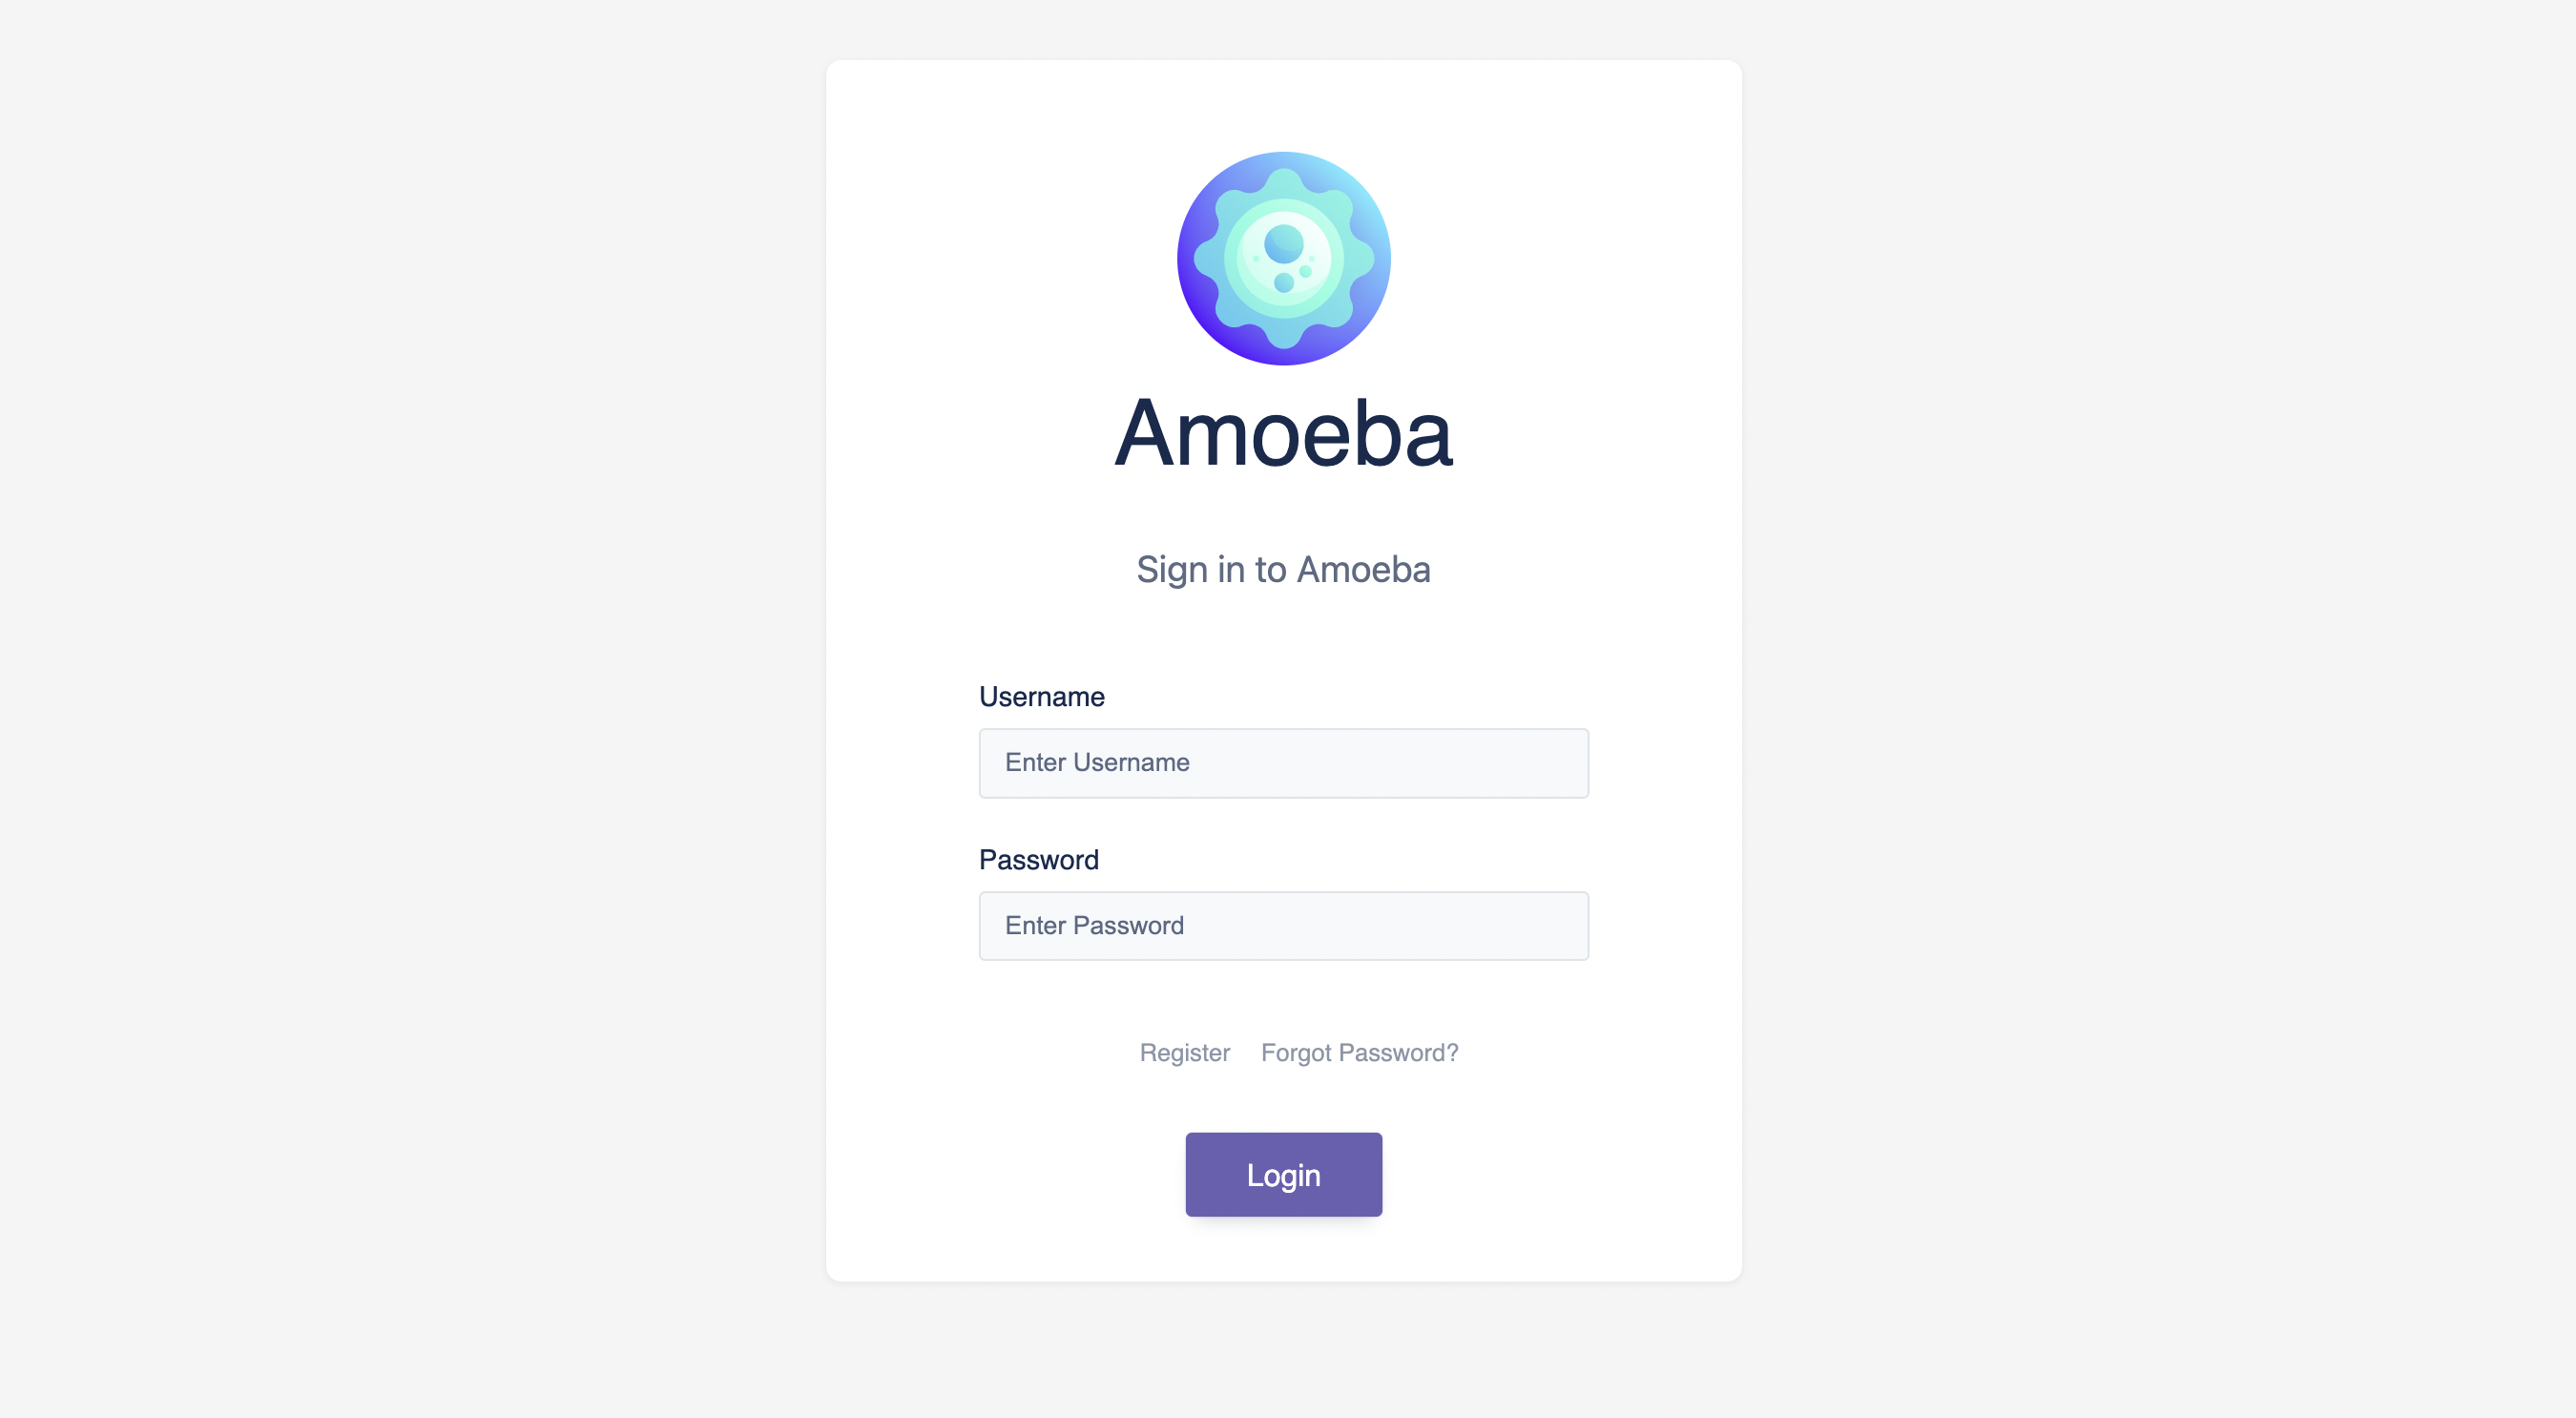 Amoeba
Sign in to Amoeba
Username
Enter Username
Password
Enter Password
Register Forgot Password?
Login